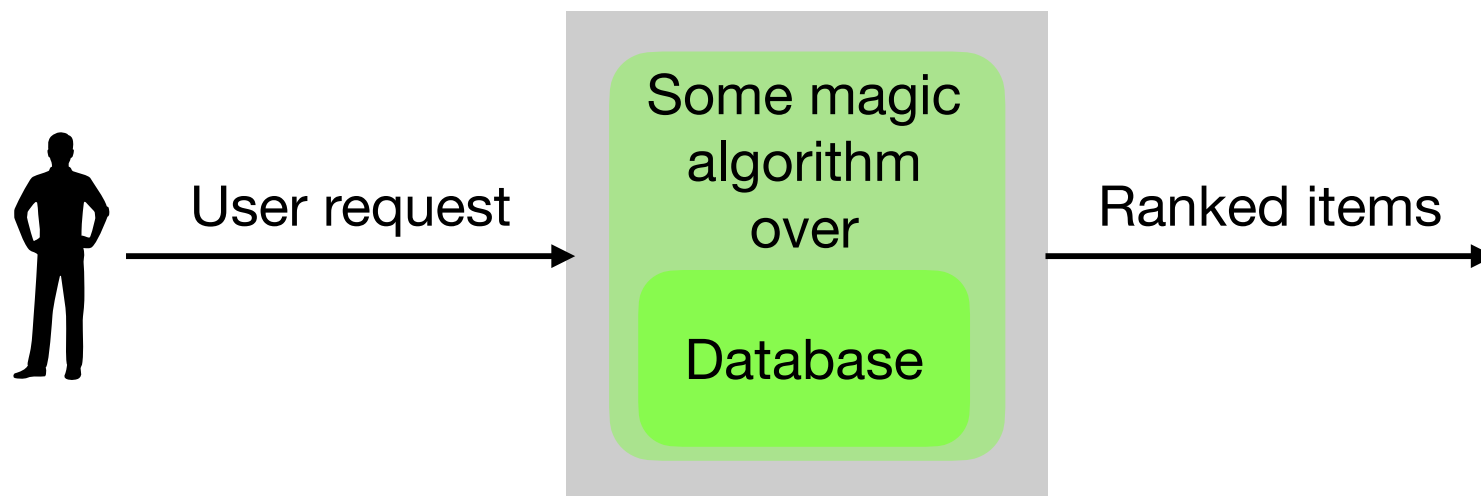 User request
Some magic
algorithm
over
Database
Ranked items